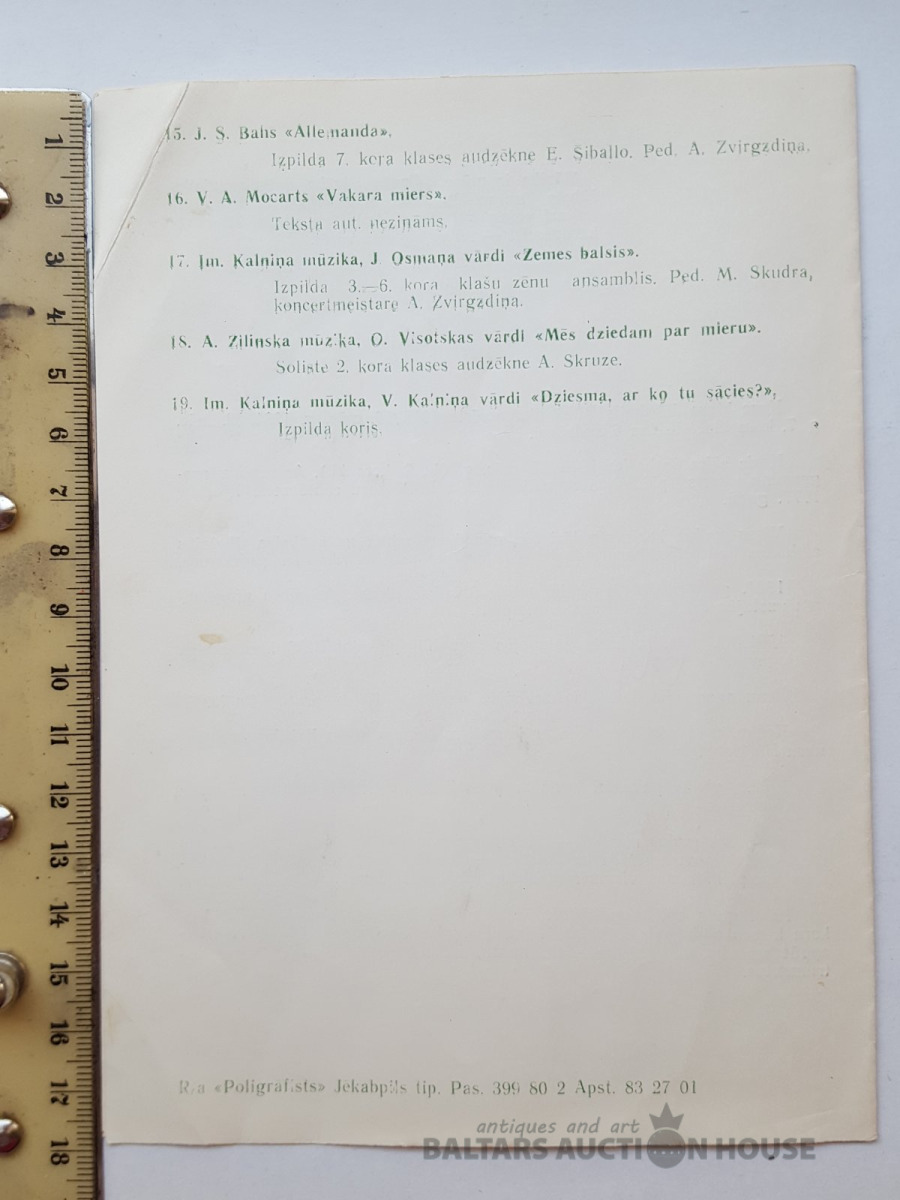 15. J. S. Bahs «Allemanda».
Izpilda 7. kora klases audzēkne E. Šiballo. Ped. A. Zvirgzdiņa.
16. V. A. Mocarts «Vakara miers».
Teksta aut. nezināms.
17. Im. Kalniņa mūzika, J. Osmaņa vārdi «Zemes balsis».
Izpilda 3.—6. kora klašu zēnu ansamblis. Ped. M. Skudra,
koncertmeistare A. Zvirgzdiņa.
18. A. Žilinska mūzika, O. Visotskas vārdi «Mēs dziedam par mieru».
Soliste 2. kora klases audzēkne A. Skruze.
19. Im. Kalniņa mūzika, V. Kalniņa vārdi «Dziesma, ar ko tu sācies?».
Izpilda koris.
R/a «Poligrafists» Jēkabpils tip. Pas. 399 80 2 Apst. 83 27 01
antiques and art
BALTARS AUCTION HOUSE
1
2
3
4
5
6
7
8
9
10
11
12
13
14
15
16
17
18